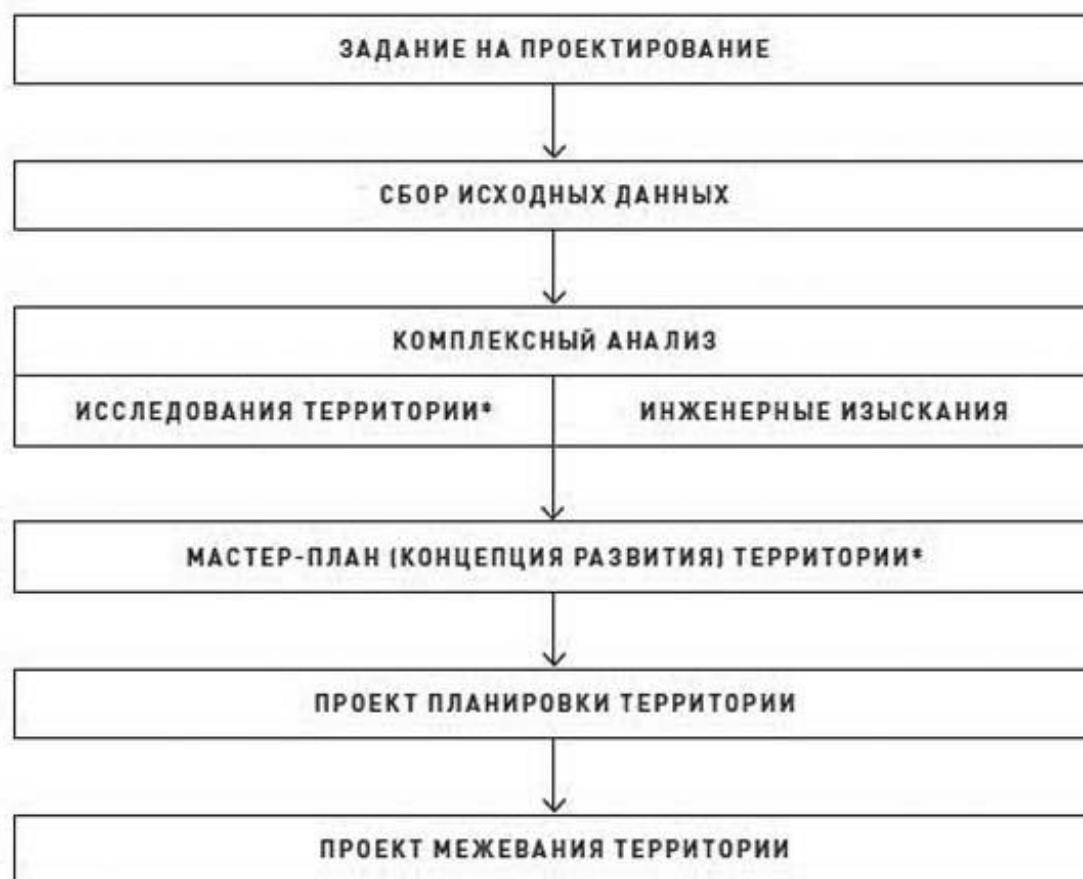 ЗАДАНИЕ НА ПРОЕКТИРОВАНИЕ
СБОР ИСХОДНЫХ ДАННЫХ
КОМПЛЕКСНЫЙ АНАЛИЗ
ИССЛЕДОВАНИЯ ТЕРРИТОРИИ*
ИНЖЕНЕРНЫЕ ИЗЫСКАНИЯ
МАСТЕР-ПЛАН (КОНЦЕПЦИЯ РАЗВИТИЯ) ТЕРРИТОРИИ*
ПРОЕКТ ПЛАНИРОВКИ ТЕРРИТОРИИ
ПРОЕКТ МЕЖЕВАНИЯ ТЕРРИТОРИИ